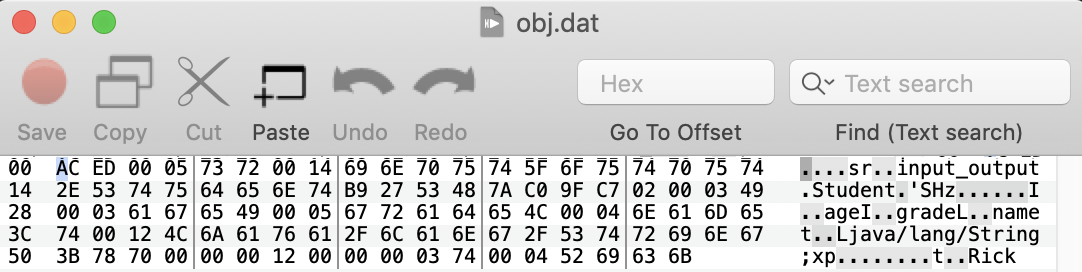 obj.dat
Hex
Text search
Save Copy Cut Paste Undo Redo Go To Offset Find (Text search)
00 AC ED 00 05 73 72 00 14 69 6E 70 75 74 5F 6F 75 74 70 75 74 ....sr..input_output
14 2E 53 74 75 64 65 6E 74 B9 27 53 48 7A C0 9F C7 02 00 03 49 .Student.'SHz......I
28 00 03 61 67 65 49 00 05 67 72 61 64 65 4C 00 04 6E 61 6D 65 ..ageI..gradeL..name
3C 74 00 12 4C 6A 61 76 61 2F 6C 61 6E 67 2F 53 74 72 69 6E 67 t..Ljava/lang/String
50 3B 78 70 00 00 00 12 00 00 00 03 74 00 04 52 69 63 6B ;xp........t..Rick